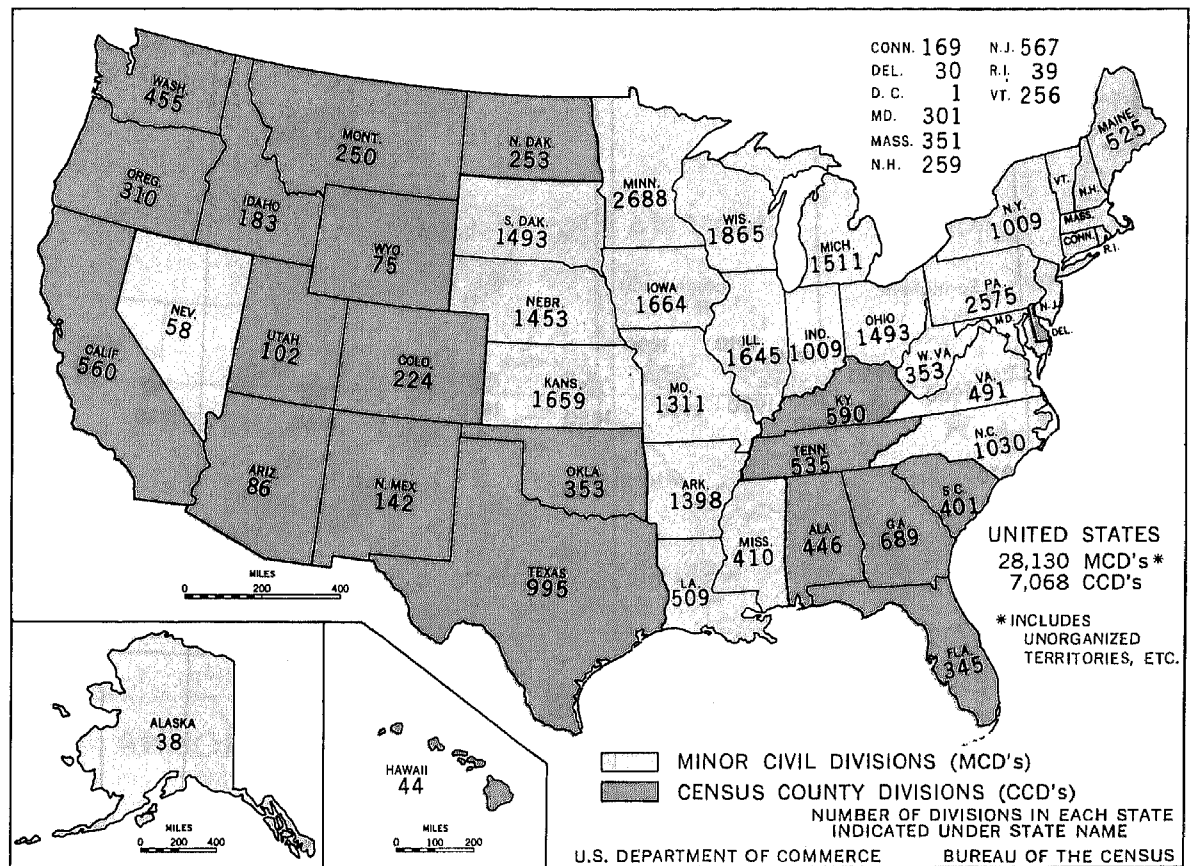 CONN. 169 N.J. 567
DEL. 30 R.I. 39
D. C. 1 VT. 256
MD. 301
MASS. 351
N.H. 259
WASH.
455
MONT.
250
N. DAK.
253
MINN.
2688
MAINE
525
OREG.
310
IDAHO
183
WYO
75
S. DAK.
1493
WIS.
1865
MICH.
1511
N.Y.
1009
VT.
N.H.
MASS.
CONN.
R.I.
NEV.
58
UTAH
102
COLO.
224
NEBR.
1453
IOWA
1664
ILL.
1645
IND.
1009
OHIO
1493
PA.
2575
N.J.
MD.
DEL.
CALIF
560
KANS.
1659
MO.
1311
KY.
590
W.VA
353
VA.
491
N.C.
1030
TENN.
535
ARIZ
86
N. MEX
142
OKLA
353
ARK.
1398
S.C.
401
MISS.
410
ALA
446
GA.
689
TEXAS
995
LA.
509
FLA.
345
UNITED STATES
28,130 MCD's*
7,068 CCD's
*INCLUDES
UNORGANIZED
TERRITORIES, ETC.
MILES
0 200 400
ALASKA
38
MILES
0 200 400
HAWAII
44
MILES
0 100 200
MINOR CIVIL DIVISIONS (MCD's)
CENSUS COUNTY DIVISIONS (CCD's)
NUMBER OF DIVISIONS IN EACH STATE
INDICATED UNDER STATE NAME
U.S. DEPARTMENT OF COMMERCE BUREAU OF THE CENSUS